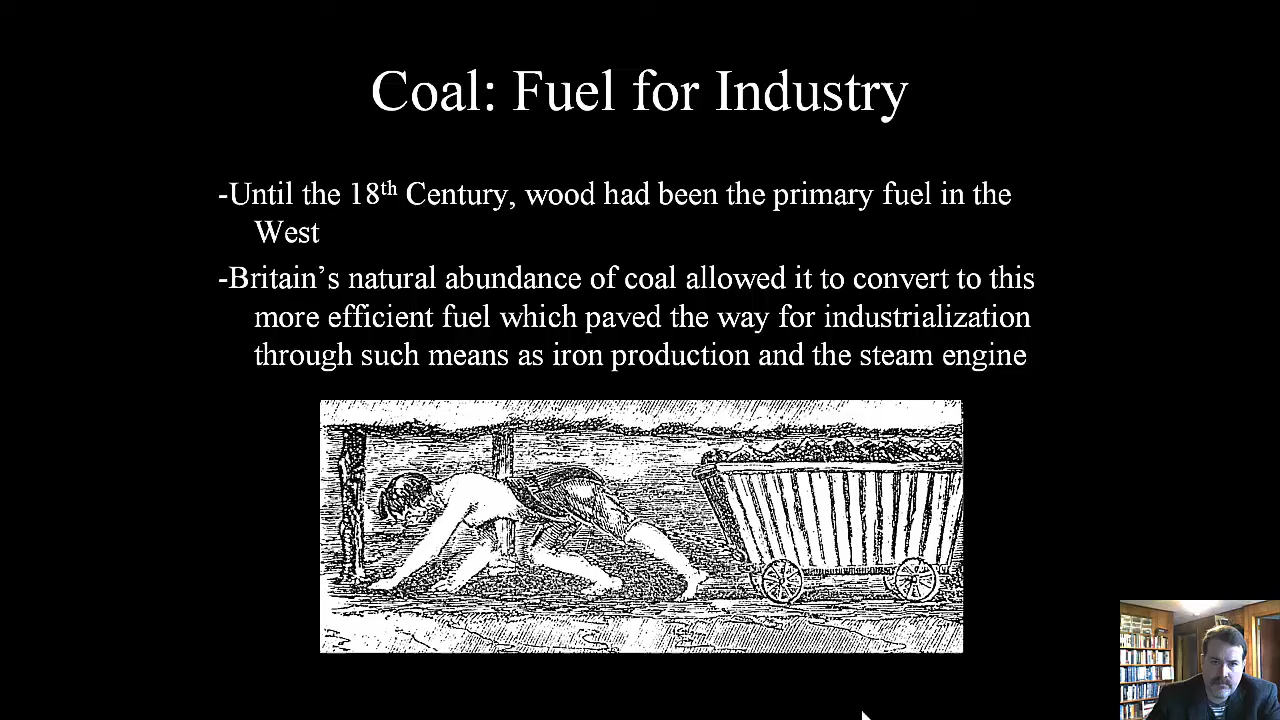 Coal: Fuel for Industry
-Until the 18th Century, wood had been the primary fuel in the
West
-Britain’s natural abundance of coal allowed it to convert to this
more efficient fuel which paved the way for industrialization
through such means as iron production and the steam engine